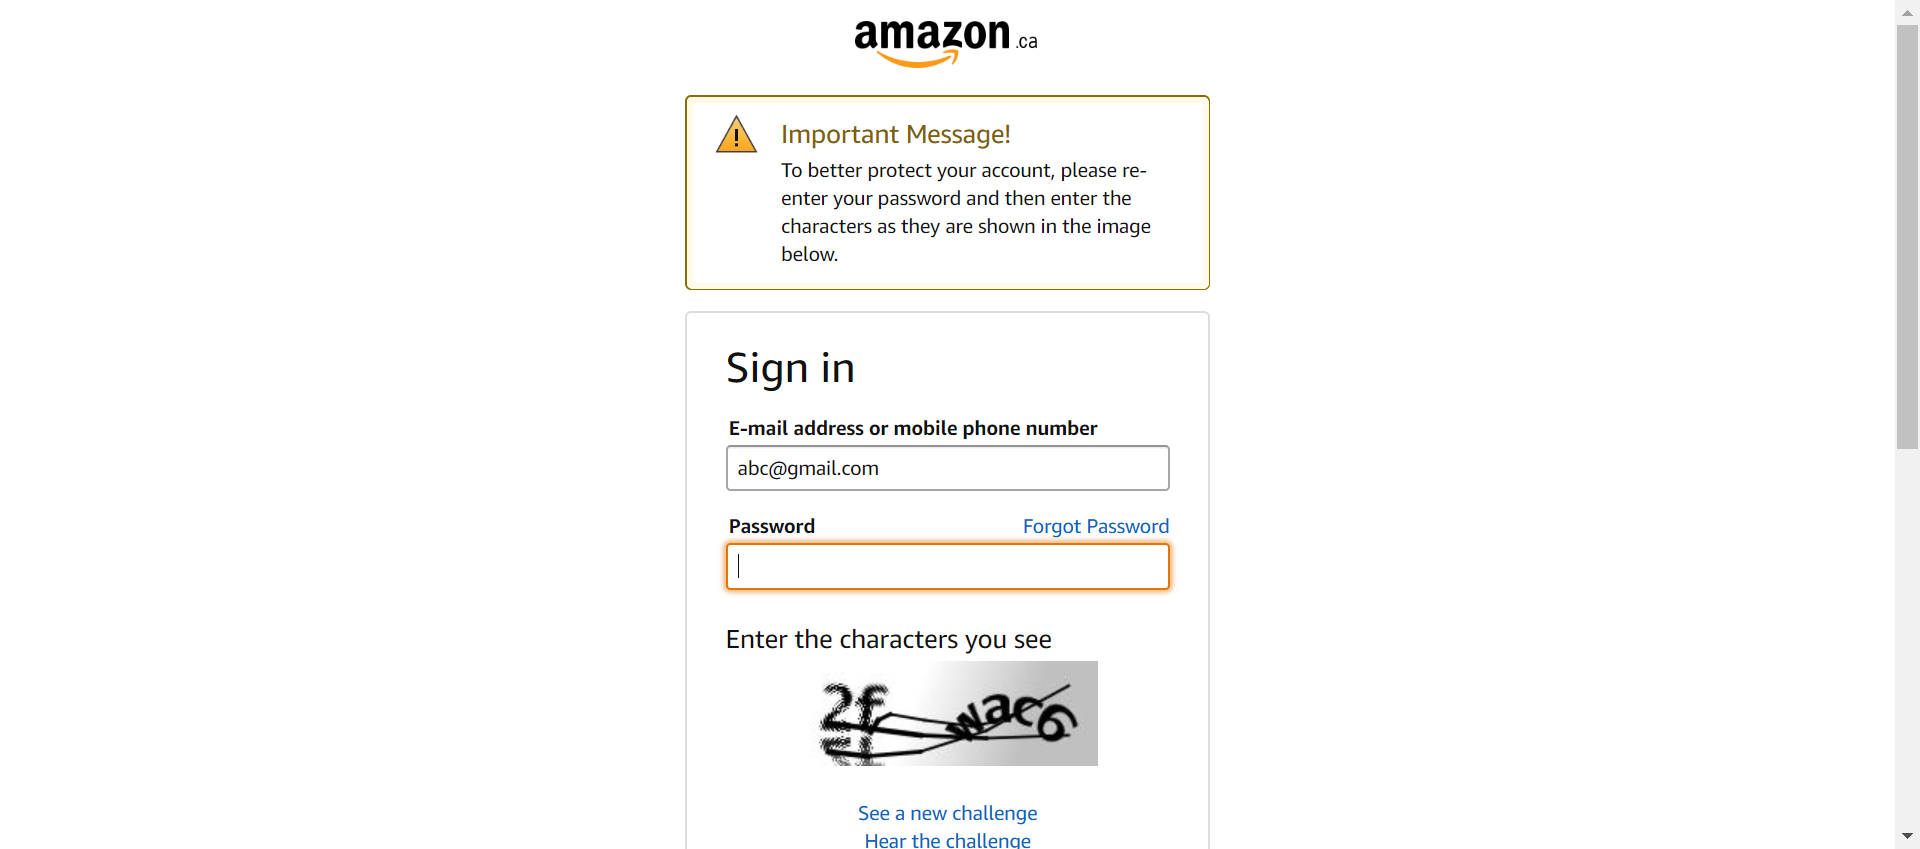 amazon.ca
Important Message!
To better protect your account, please re-
enter your password and then enter the
characters as they are shown in the image
below.
Sign in
E-mail address or mobile phone number
abc@gmail.com
Password Forgot Password
Enter the characters you see
See a new challenge
Hear the challenge